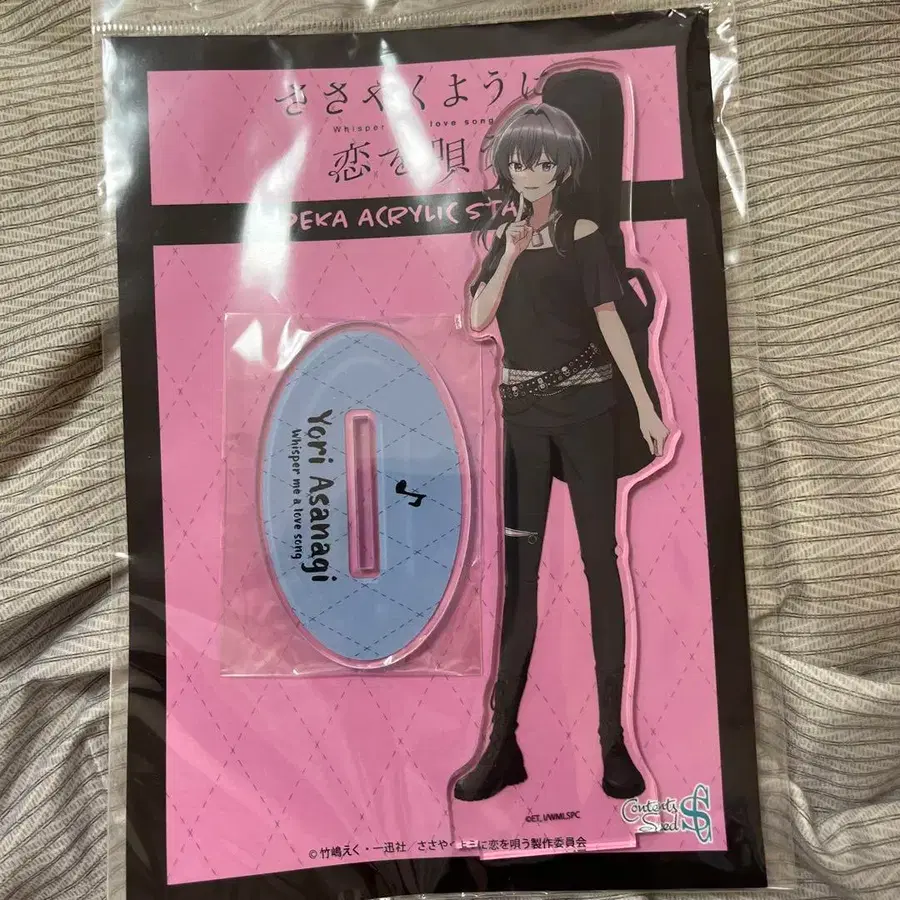 ささやくように
Whisper love song
恋を唄
PEKA ACRYLIC STA
Yori Asanagi
Whisper me a love song
©ET, I/WMLSPC
Contents Seed
©竹嶋えく・一迅社／ささやくように恋を唄う製作委員会